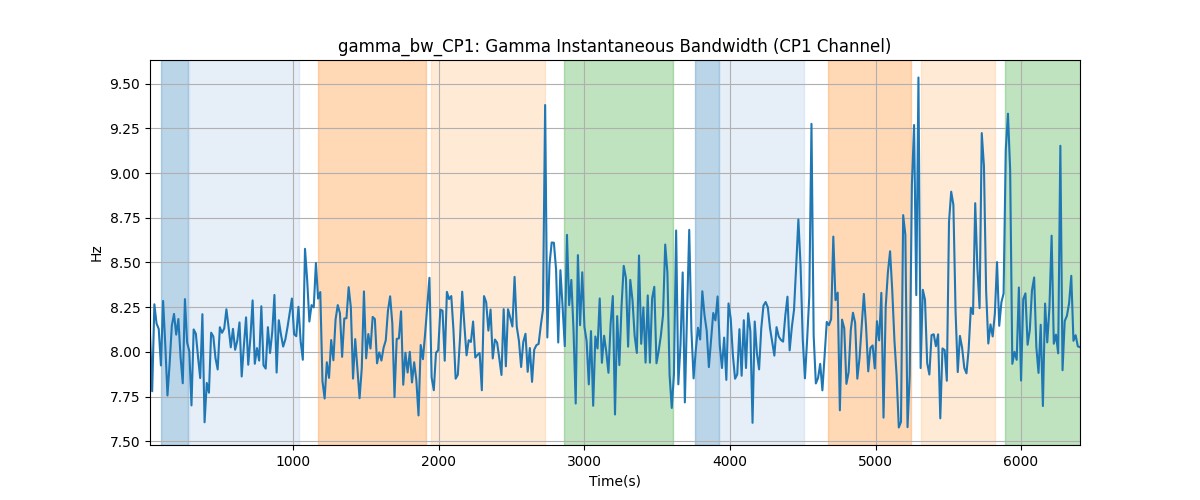 gamma_bw_CP1: Gamma Instantaneous Bandwidth (CP1 Channel)
9.50
9.25
9.00
8.75
8.50
8.25
8.00
7.75
7.50
Hz
1000 2000 3000 4000 5000 6000
Time(s)